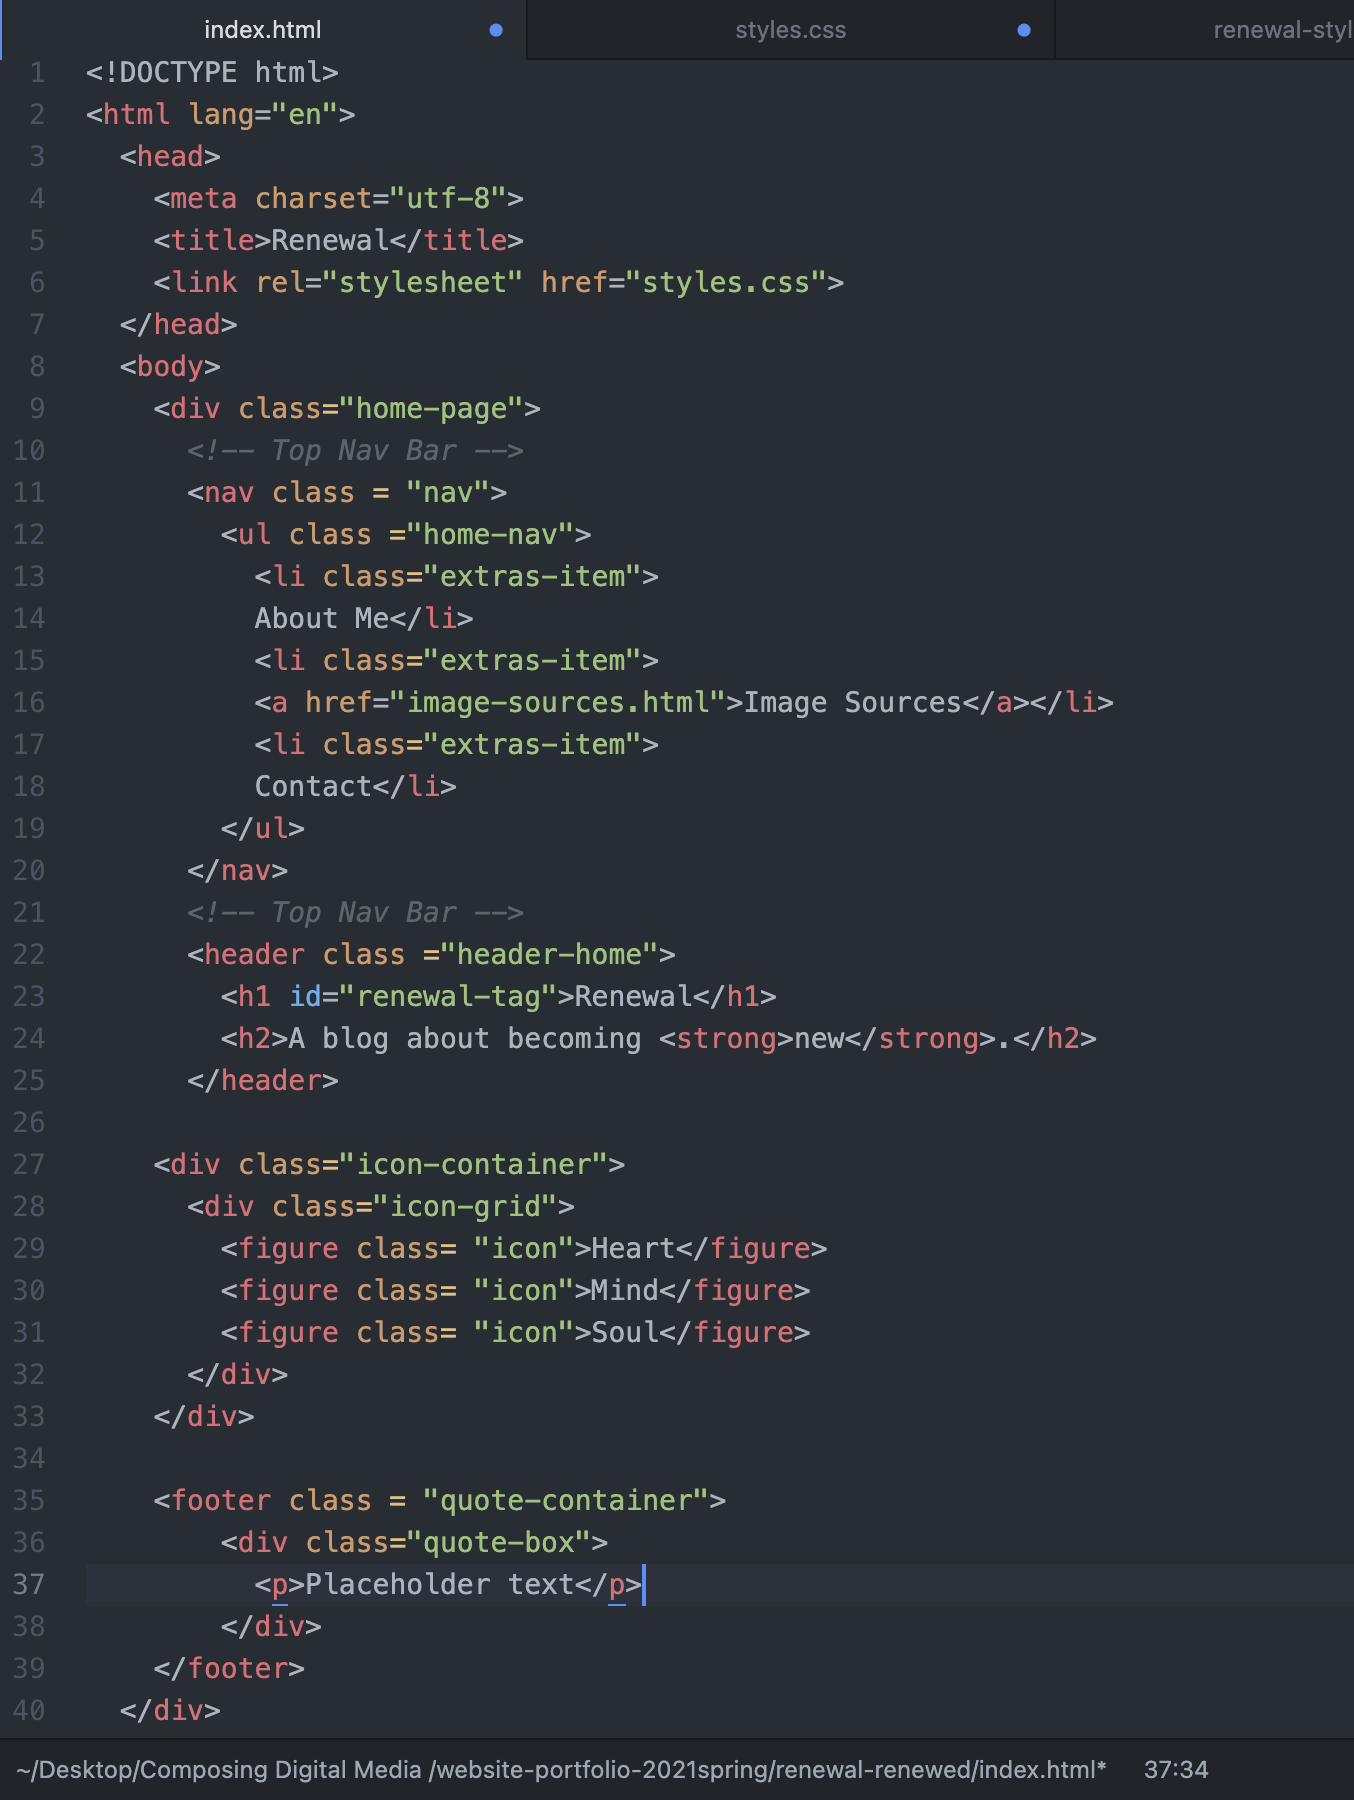 index.html styles.css renewal-styl
1 <!DOCTYPE html>
2 <html lang="en">
3   <head>
4     <meta charset="utf-8">
5     <title>Renewal</title>
6     <link rel="stylesheet" href="styles.css">
7   </head>
8   <body>
9     <div class="home-page">
10       <!-- Top Nav Bar -->
11       <nav class = "nav">
12         <ul class ="home-nav">
13           <li class="extras-item">
14           About Me</li>
15           <li class="extras-item">
16           <a href="image-sources.html">Image Sources</a></li>
17           <li class="extras-item">
18           Contact</li>
19         </ul>
20       </nav>
21       <!-- Top Nav Bar -->
22       <header class ="header-home">
23         <h1 id="renewal-tag">Renewal</h1>
24         <h2>A blog about becoming <strong>new</strong>.</h2>
25       </header>
26
27     <div class="icon-container">
28       <div class="icon-grid">
29         <figure class= "icon">Heart</figure>
30         <figure class= "icon">Mind</figure>
31         <figure class= "icon">Soul</figure>
32       </div>
33     </div>
34
35     <footer class = "quote-container">
36         <div class="quote-box">
37           <p>Placeholder text</p>
38         </div>
39     </footer>
40   </div>
~/Desktop/Composing Digital Media /website-portfolio-2021spring/renewal-renewed/index.html* 37:34